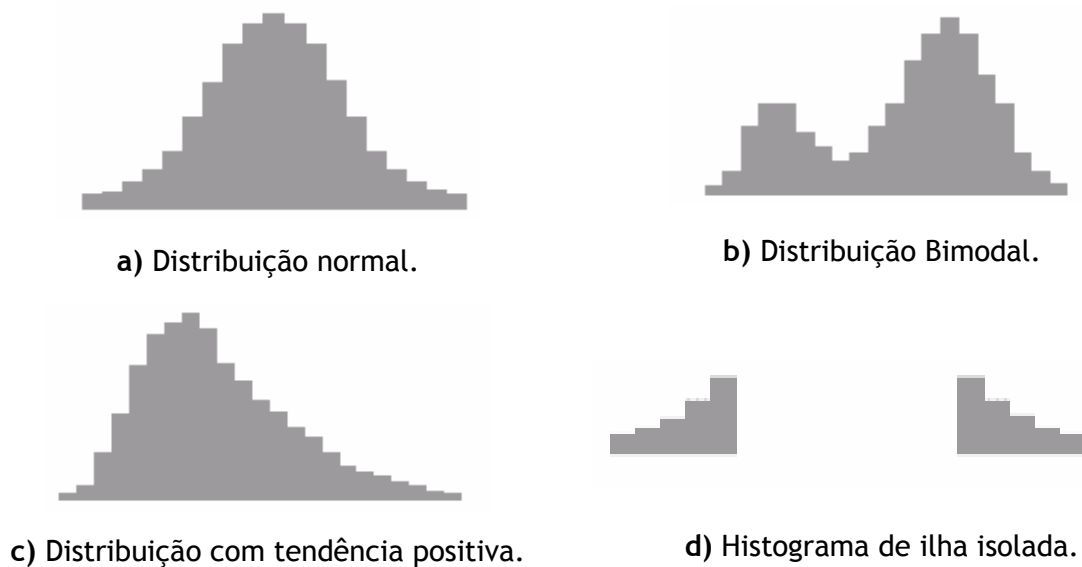 a) Distribuição normal.
b) Distribuição Bimodal.
c) Distribuição com tendência positiva.
d) Histograma de ilha isolada.